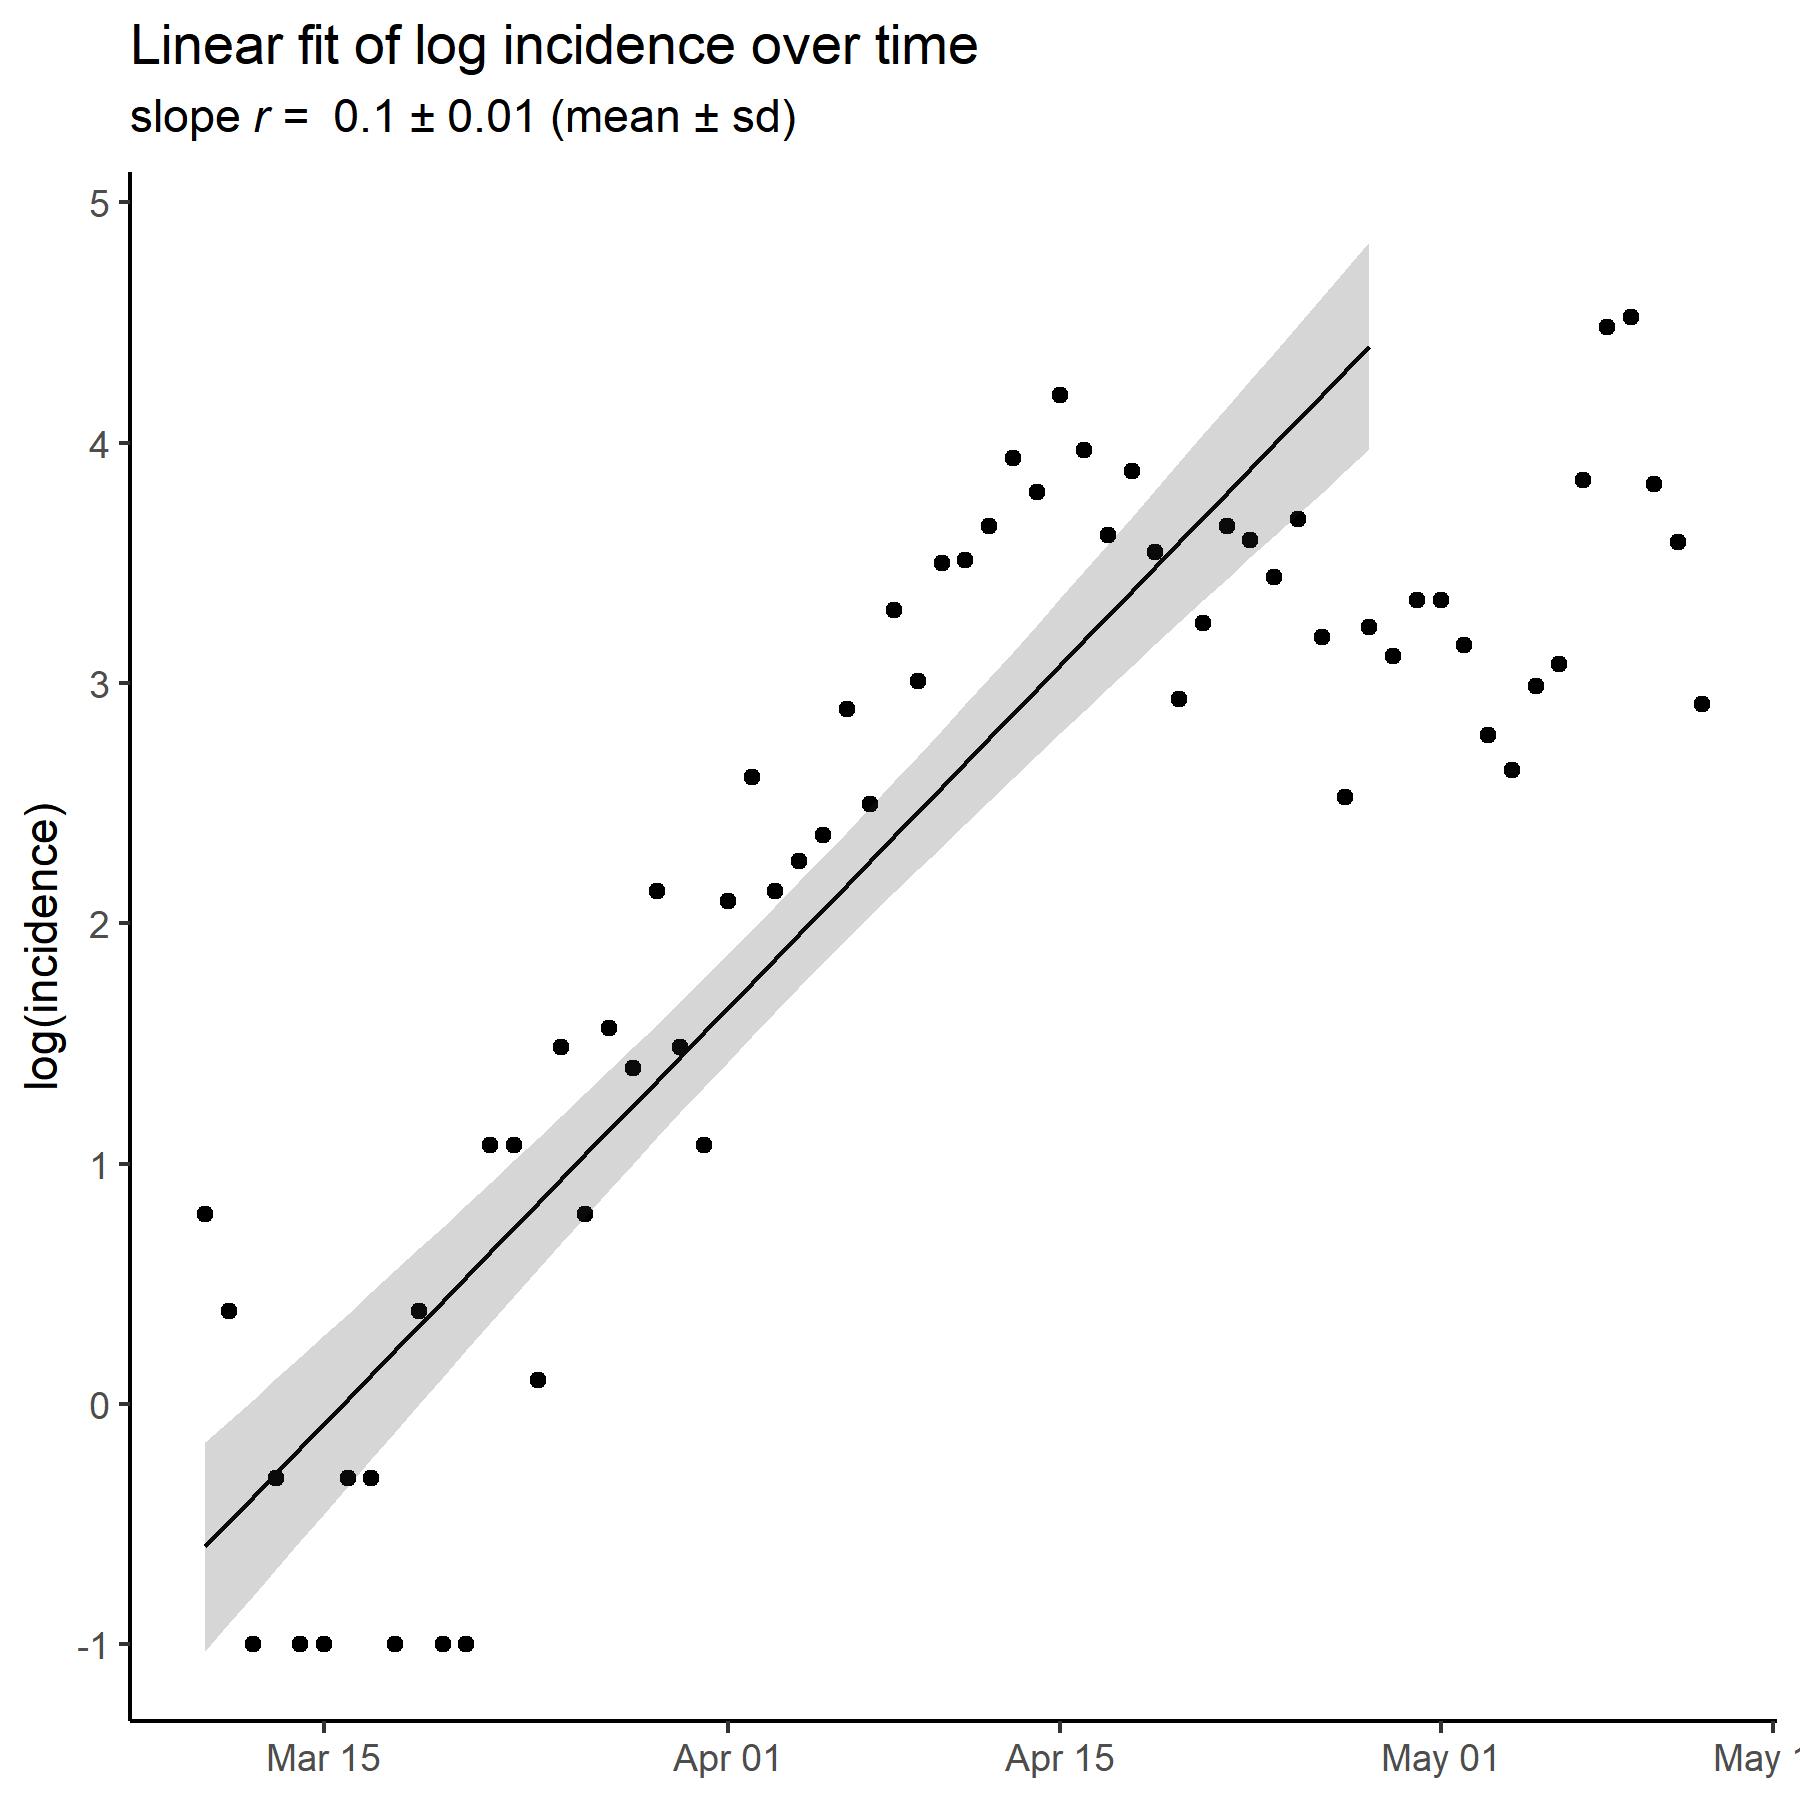 Linear fit of log incidence over time
slope r =  0.1 ± 0.01 (mean ± sd)
5
4
3
2
1
0
-1
log(incidence)
Mar 15
Apr 01
Apr 15
May 01
May